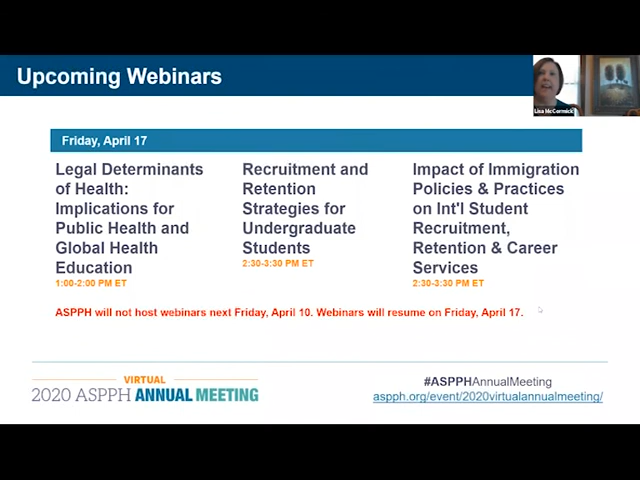 Upcoming Webinars
Lisa McCormick
Friday, April 17
Legal Determinants
of Health:
Implications for
Public Health and
Global Health
Education
1:00-2:00 PM ET
Recruitment and
Retention
Strategies for
Undergraduate
Students
2:30-3:30 PM ET
Impact of Immigration
Policies & Practices
on Int'l Student
Recruitment,
Retention & Career
Services
2:30-3:30 PM ET
ASPPH will not host webinars next Friday, April 10. Webinars will resume on Friday, April 17.
VIRTUAL
2020 ASPPH ANNUAL MEETING
#ASPPHAnnualMeeting
aspph.org/event/2020virtualannualmeeting/